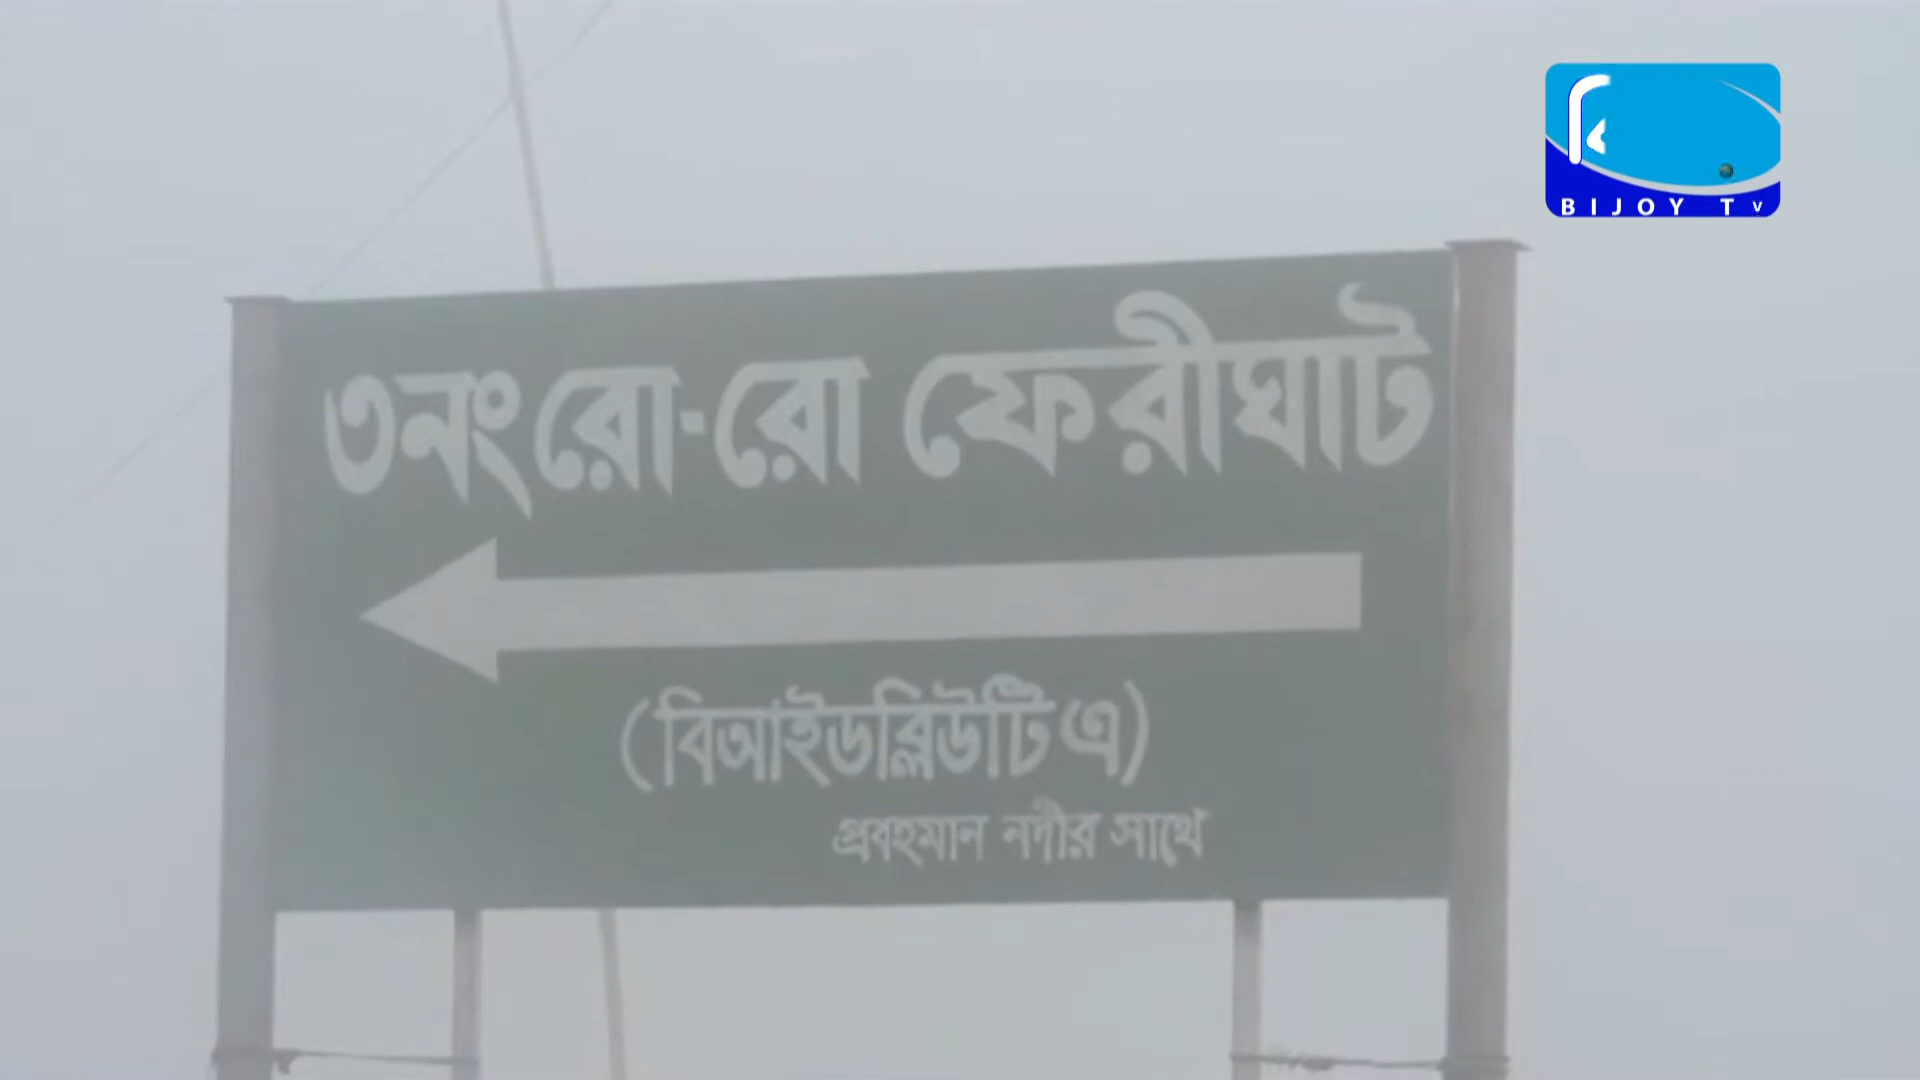 BIJOY TV
৩নং রো-রো ফেরীঘাট
(বিআইডব্লিউটিএ)
প্রবহমান নদীর সাথে